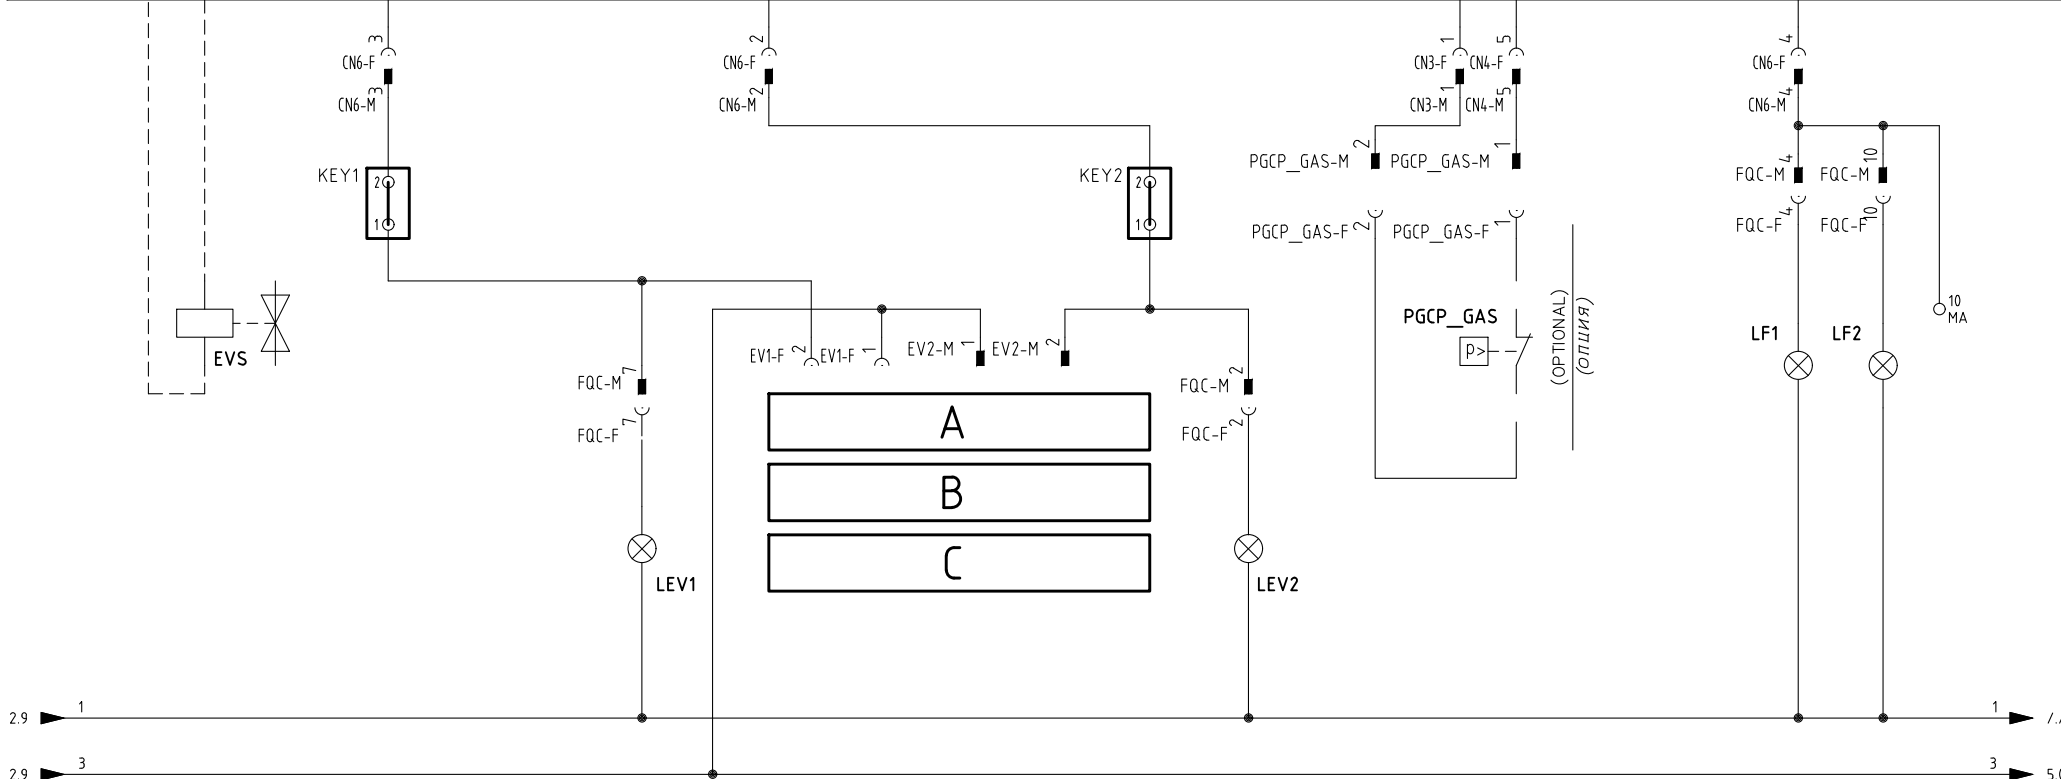 3 2 1 5 4
CN6-F CN6-F CN3-F CN4-F CN6-F
3 2 1 5 4
CN6-M CN6-M CN3-M CN4-M CN6-M
2 1 4 10
PGCP_GAS-M PGCP_GAS-M
KEY1 2 KEY2 2 FQC-M FQC-M
1 1 4 10
2 1 FQC-F FQC-F
PGCP_GAS-F PGCP_GAS-F
10
PGCP_GAS MA
(OPTIONAL)
(ОПЦИЯ)
LF1 LF2
2 1 1 2
EV1-F EV1-F EV2-M EV2-M
P>
EVS
7 2
FQC-M FQC-M
7 2
FQC-F FQC-F
A
B
C
LEV1 LEV2
1 1
2.9
3 3
2.9